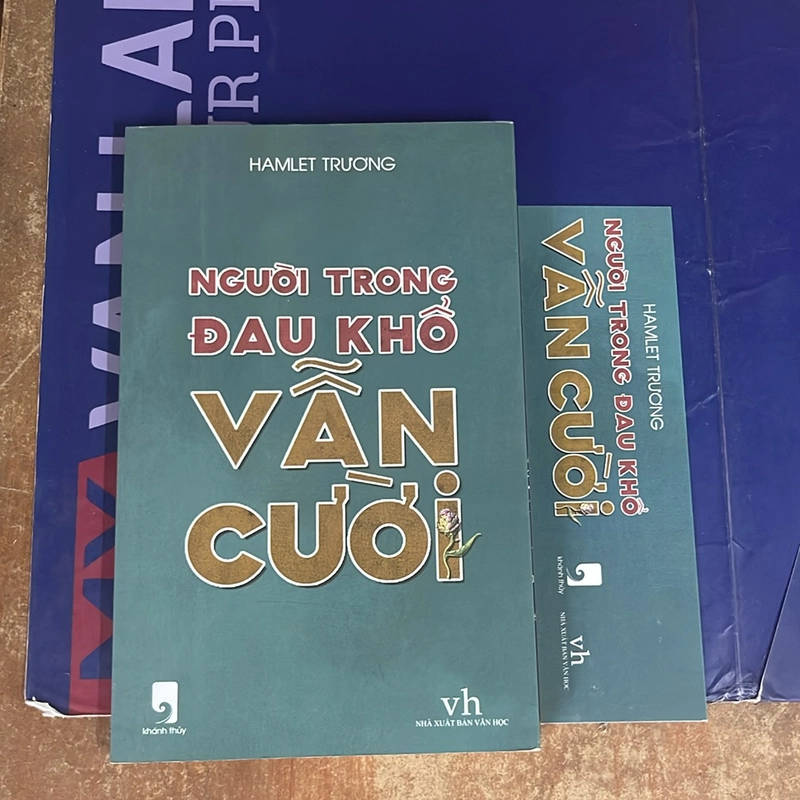 HAMLET TRƯƠNG
NGƯỜI TRONG
ĐAU KHỔ
VẪN
CƯỜI
khánh thủy
vh
NHÀ XUẤT BẢN VĂN HỌC
HAMLET TRƯƠNG
NGƯỜI TRONG ĐAU KHỔ
VẪN CƯỜI
khánh thủy
vh
NHÀ XUẤT BẢN VĂN HỌC